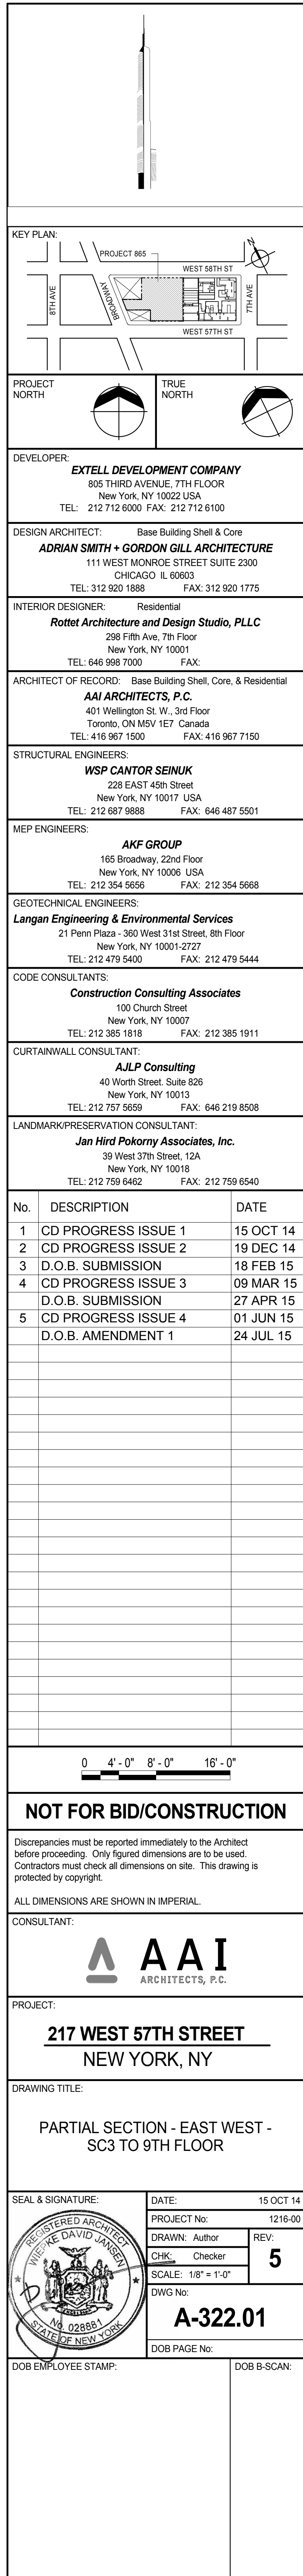 KEY PLAN:
N
PROJECT 865
WEST 58TH ST
8TH AVE
BROADWAY
7TH AVE
WEST 57TH ST
PROJECT
NORTH
TRUE
NORTH
DEVELOPER:
EXTELL DEVELOPMENT COMPANY
805 THIRD AVENUE, 7TH FLOOR
New York, NY 10022 USA
TEL: 212 712 6000 FAX: 212 712 6100
DESIGN ARCHITECT: Base Building Shell & Core
ADRIAN SMITH + GORDON GILL ARCHITECTURE
111 WEST MONROE STREET SUITE 2300
CHICAGO IL 60603
TEL: 312 920 1888 FAX: 312 920 1775
INTERIOR DESIGNER: Residential
Rottet Architecture and Design Studio, PLLC
298 Fifth Ave, 7th Floor
New York, NY 10001
TEL: 646 998 7000 FAX:
ARCHITECT OF RECORD: Base Building Shell, Core, & Residential
AAI ARCHITECTS, P.C.
401 Wellington St. W., 3rd Floor
Toronto, ON M5V 1E7 Canada
TEL: 416 967 1500 FAX: 416 967 7150
STRUCTURAL ENGINEERS:
WSP CANTOR SEINUK
228 EAST 45th Street
New York, NY 10017 USA
TEL: 212 687 9888 FAX: 646 487 5501
MEP ENGINEERS:
AKF GROUP
165 Broadway, 22nd Floor
New York, NY 10006 USA
TEL: 212 354 5656 FAX: 212 354 5668
GEOTECHNICAL ENGINEERS:
Langan Engineering & Environmental Services
21 Penn Plaza - 360 West 31st Street, 8th Floor
New York, NY 10001-2727
TEL: 212 479 5400 FAX: 212 479 5444
CODE CONSULTANTS:
Construction Consulting Associates
100 Church Street
New York, NY 10007
TEL: 212 385 1818 FAX: 212 385 1911
CURTAINWALL CONSULTANT:
AJLP Consulting
40 Worth Street. Suite 826
New York, NY 10013
TEL: 212 757 5659 FAX: 646 219 8508
LANDMARK/PRESERVATION CONSULTANT:
Jan Hird Pokorny Associates, Inc.
39 West 37th Street, 12A
New York, NY 10018
TEL: 212 759 6462 FAX: 212 759 6540
No. DESCRIPTION DATE
1 CD PROGRESS ISSUE 1 15 OCT 14
2 CD PROGRESS ISSUE 2 19 DEC 14
3 D.O.B. SUBMISSION 18 FEB 15
4 CD PROGRESS ISSUE 3 09 MAR 15
D.O.B. SUBMISSION 27 APR 15
5 CD PROGRESS ISSUE 4 01 JUN 15
D.O.B. AMENDMENT 1 24 JUL 15
0 4' - 0" 8' - 0" 16' - 0"
NOT FOR BID/CONSTRUCTION
Discrepancies must be reported immediately to the Architect
before proceeding. Only figured dimensions are to be used.
Contractors must check all dimensions on site. This drawing is
protected by copyright.
ALL DIMENSIONS ARE SHOWN IN IMPERIAL.
CONSULTANT:
AAI
ARCHITECTS, P.C.
PROJECT:
217 WEST 57TH STREET
NEW YORK, NY
DRAWING TITLE:
PARTIAL SECTION - EAST WEST -
SC3 TO 9TH FLOOR
SEAL & SIGNATURE:
REGISTERED ARCHITECT
DAVID JANSEN
No. 028881
STATE OF NEW YORK
DATE: 15 OCT 14
PROJECT No: 1216-00
DRAWN: Author
CHK: Checker
SCALE: 1/8" = 1'-0"
REV:
5
DWG No:
A-322.01
DOB PAGE No:
DOB EMPLOYEE STAMP:
DOB B-SCAN: